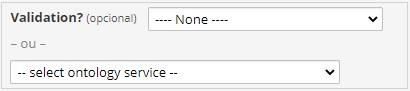 Validation? (opcional) ---- None ----
– ou –
-- select ontology service --